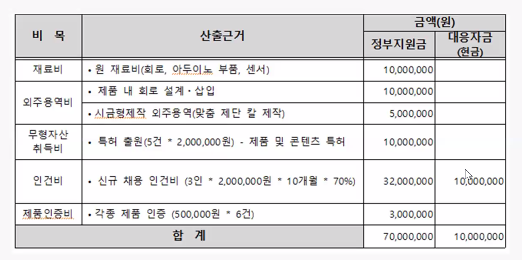 비 목 산출근거 금액(원)
정부지원금 대응자금
(현금)
재료비 • 원 재료비(회로, 아두이노 부품, 센서) 10,000,000
외주용역비 • 제품 내 회로 설계·삽입 10,000,000
• 시금형제작 외주용역(맞춤 제단 칼 제작) 5,000,000
무형자산
취득비 • 특허 출원(5건 * 2,000,000원) - 제품 및 콘텐츠 특허 10,000,000
인건비 • 신규 채용 인건비 (3인 * 2,000,000원 * 10개월 * 70%) 32,000,000 10,000,000
제품인증비 • 각종 제품 인증 (500,000원 * 6건) 3,000,000
합 계 70,000,000 10,000,000